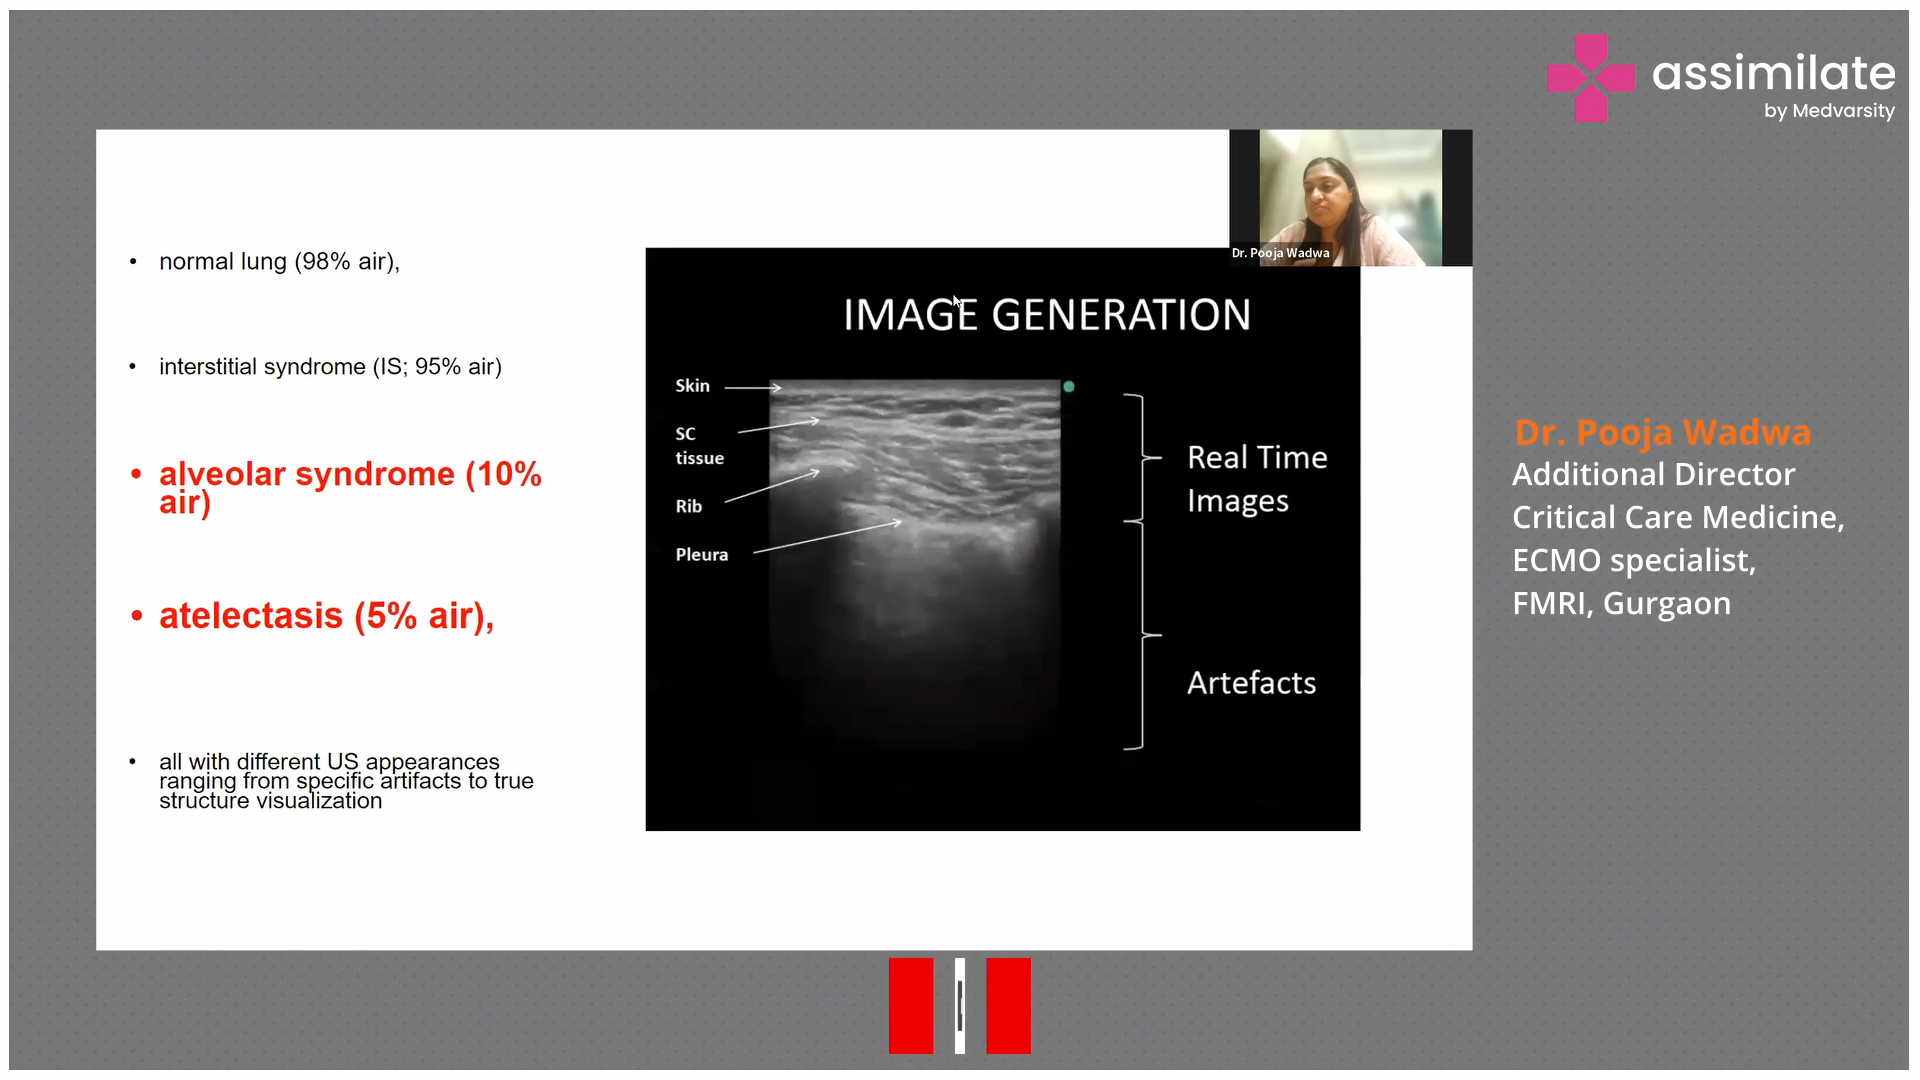 assimilate
by Medvarsity
Dr. Pooja Wadwa
• normal lung (98% air),
• interstitial syndrome (IS; 95% air)
• alveolar syndrome (10%
air)
• atelectasis (5% air),
• all with different US appearances
ranging from specific artifacts to true
structure visualization
IMAGE GENERATION
Skin
SC
tissue
Rib
Pleura
Real Time
Images
Artefacts
Dr. Pooja Wadwa
Additional Director
Critical Care Medicine,
ECMO specialist,
FMRI, Gurgaon